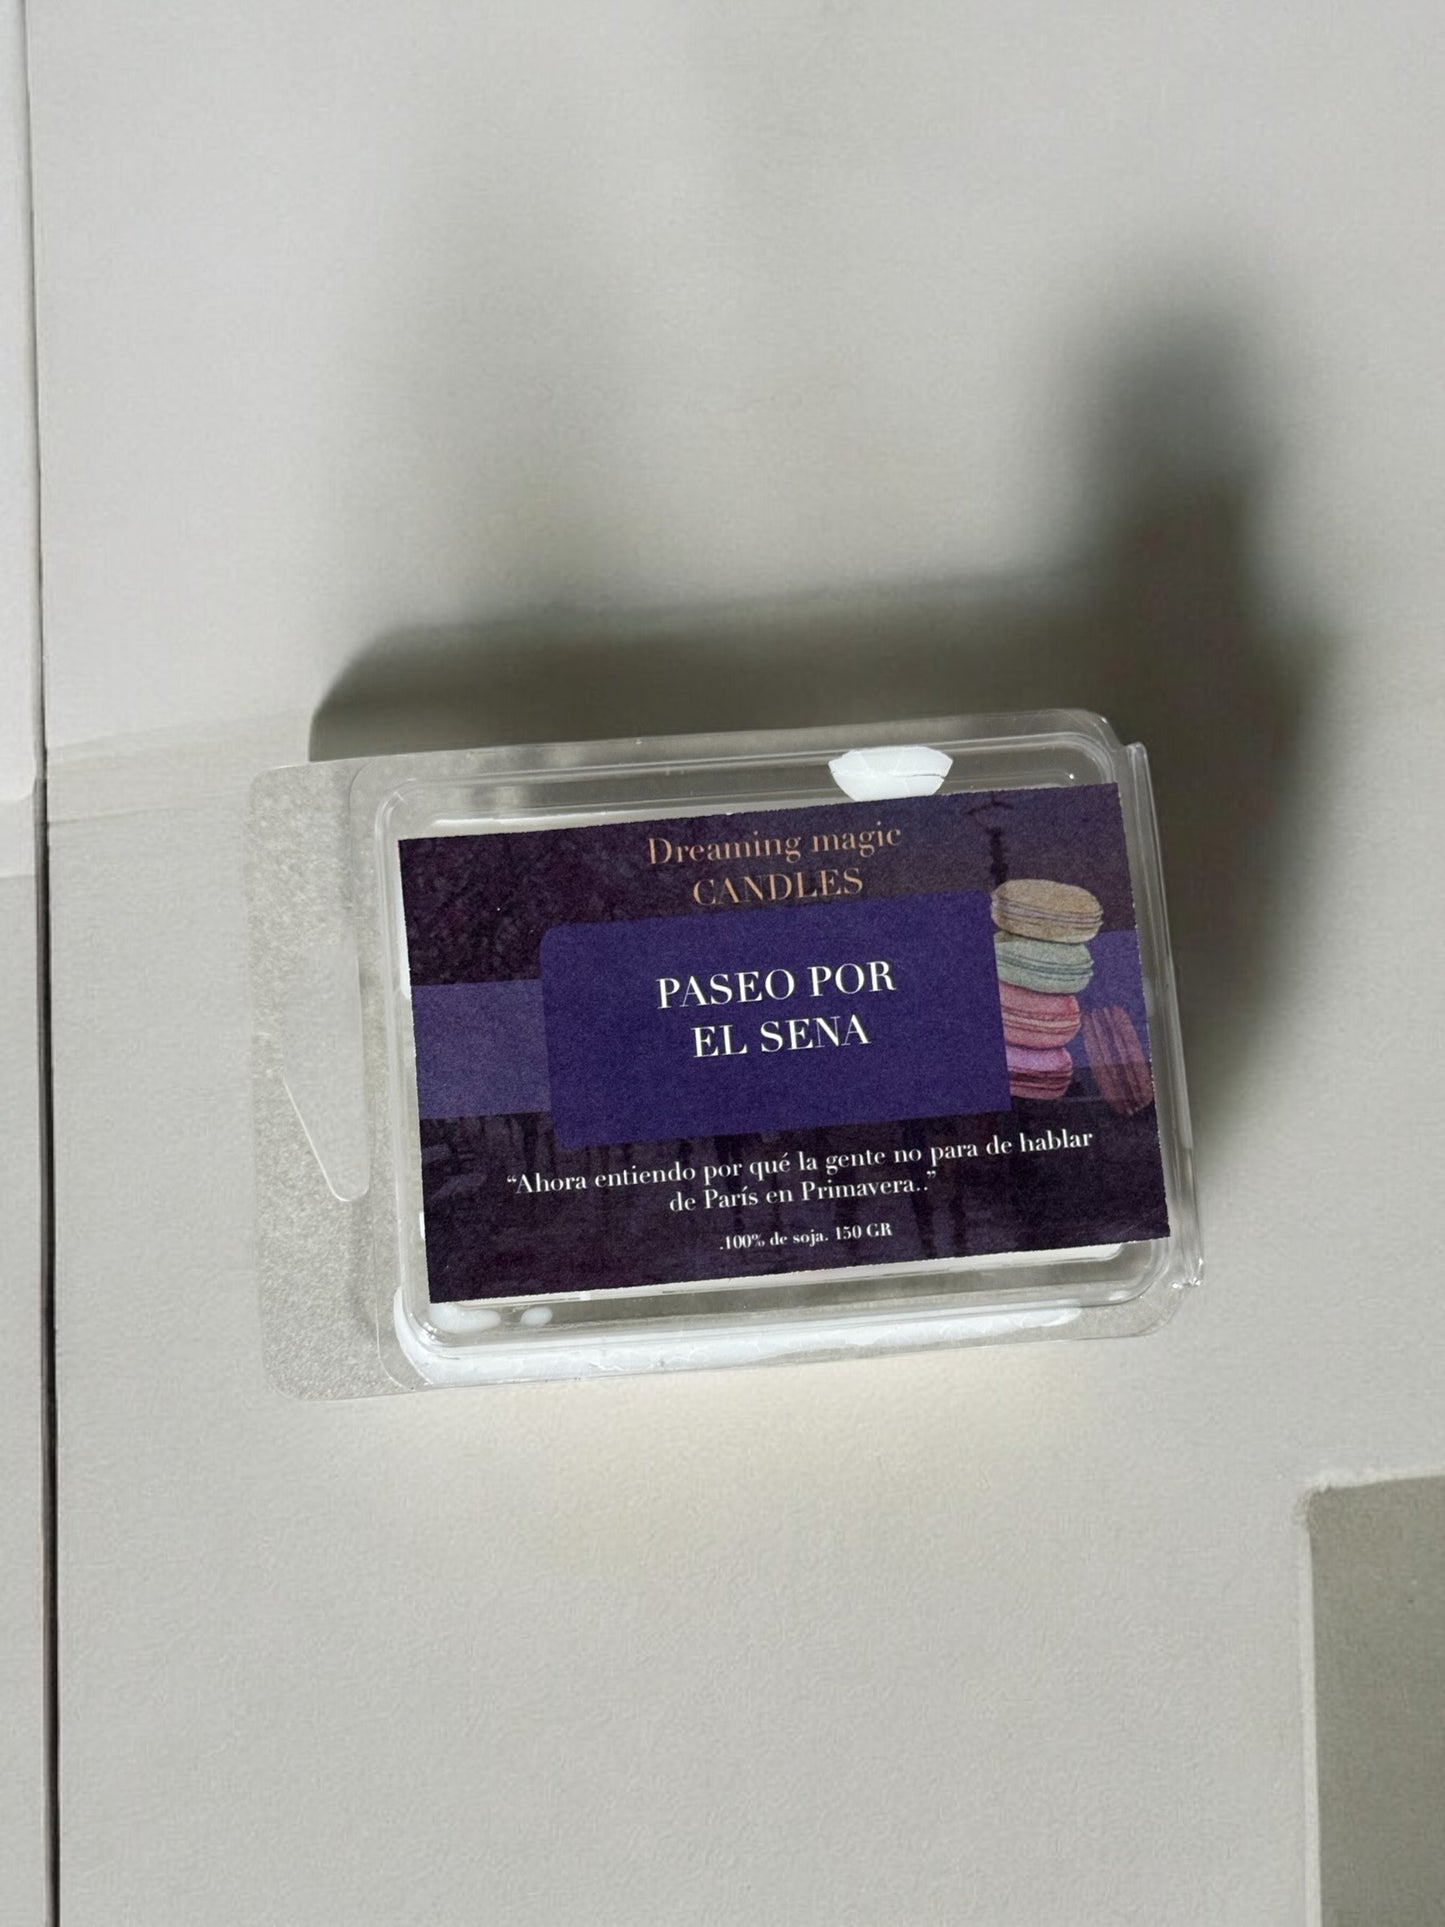 Dreaming magic
CANDLES
PASEO POR
EL SENA
“Ahora entiendo por qué la gente no para de hablar
de París en Primavera..”
.100% de soja. 150 GR